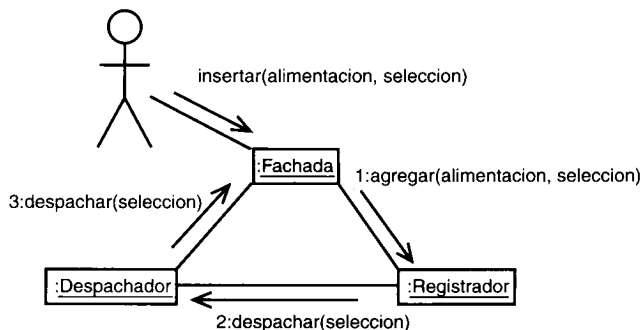 insertar(alimentacion, seleccion)
:Fachada
1:agregar(alimentacion, seleccion)
3:despachar(seleccion)
:Despachador
:Registrador
2:despachar(seleccion)